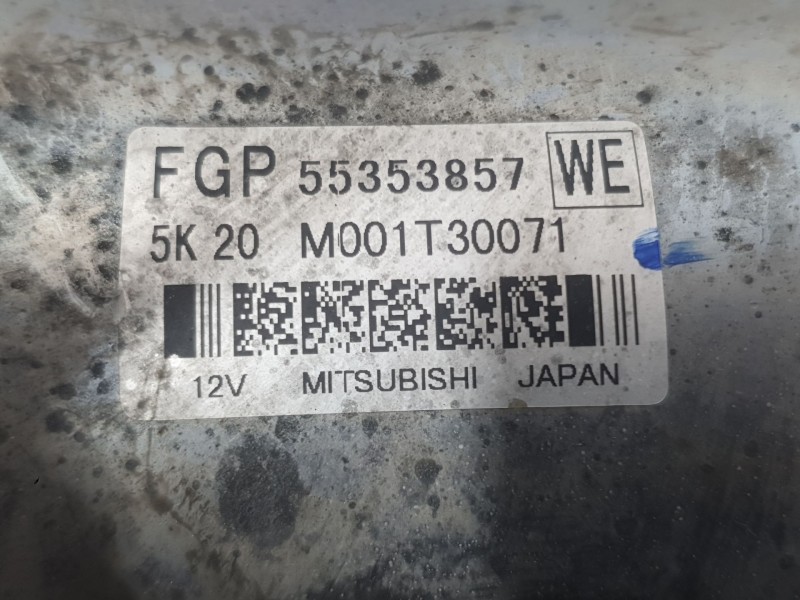 FGP 55353857 WE
5K 20 M001T30071
12V MITSUBISHI JAPAN